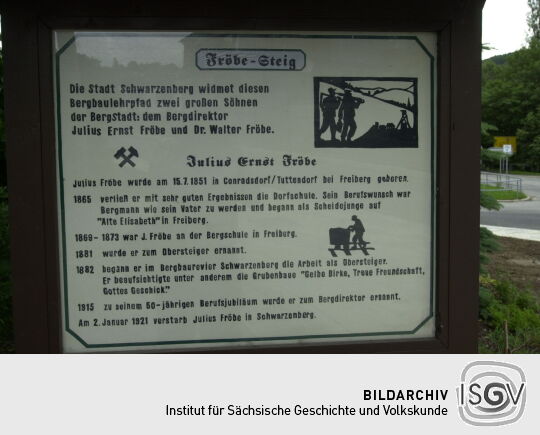 Fröbe-Steig
Die Stadt Schwarzenberg widmet diesen
Bergbaulehrpfad zwei großen Söhnen
der Bergstadt: dem Bergdirektor
Julius Ernst Fröbe und Dr. Walter Fröbe.
Julius Ernst Fröbe
Julius Fröbe wurde am 15.7.1851 in Conradsdorf/Tuttendorf bei Freiberg geboren.
1865 verließ er mit sehr guten Ergebnissen die Dorfschule. Sein Berufswunsch war
Bergmann wie sein Vater zu werden und begann als Scheidejunge auf
"Alte Elisabeth" in Freiberg.
1869-1873 war J. Fröbe an der Bergschule in Freiberg.
1881 wurde er zum Obersteiger ernannt.
1882 begann er im Bergbaurevier Schwarzenberg die Arbeit als Obersteiger.
Er beaufsichtigte unter anderem die Grubenbaue "Gelbe Birke, Treue Freundschaft,
Gottes Geschick"
1915 zu seinem 50-jährigen Berufsjubiläum wurde er zum Bergdirektor ernannt.
Am 2. Januar 1921 verstarb Julius Fröbe in Schwarzenberg.
BILDARCHIV
Institut für Sächsische Geschichte und Volkskunde
ISGV